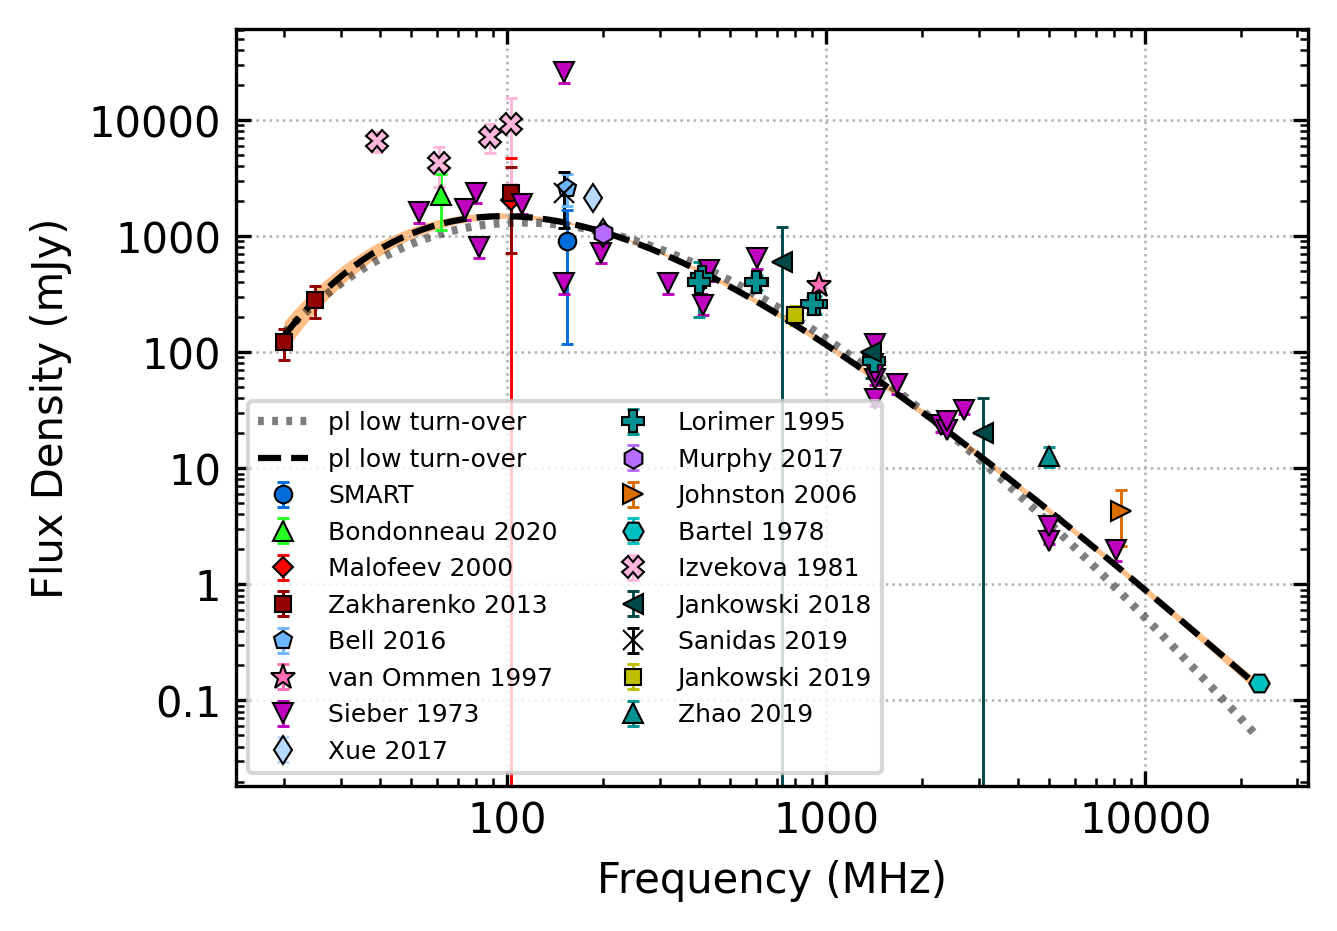 Flux Density (mJy)
10000
1000
100
10
1
0.1
pl low turn-over
pl low turn-over
SMART
Bondonneau 2020
Malofeev 2000
Zakharenko 2013
Bell 2016
van Ommen 1997
Sieber 1973
Xue 2017
Lorimer 1995
Murphy 2017
Johnston 2006
Bartel 1978
Izvekova 1981
Jankowski 2018
Sanidas 2019
Jankowski 2019
Zhao 2019
100
1000
10000
Frequency (MHz)